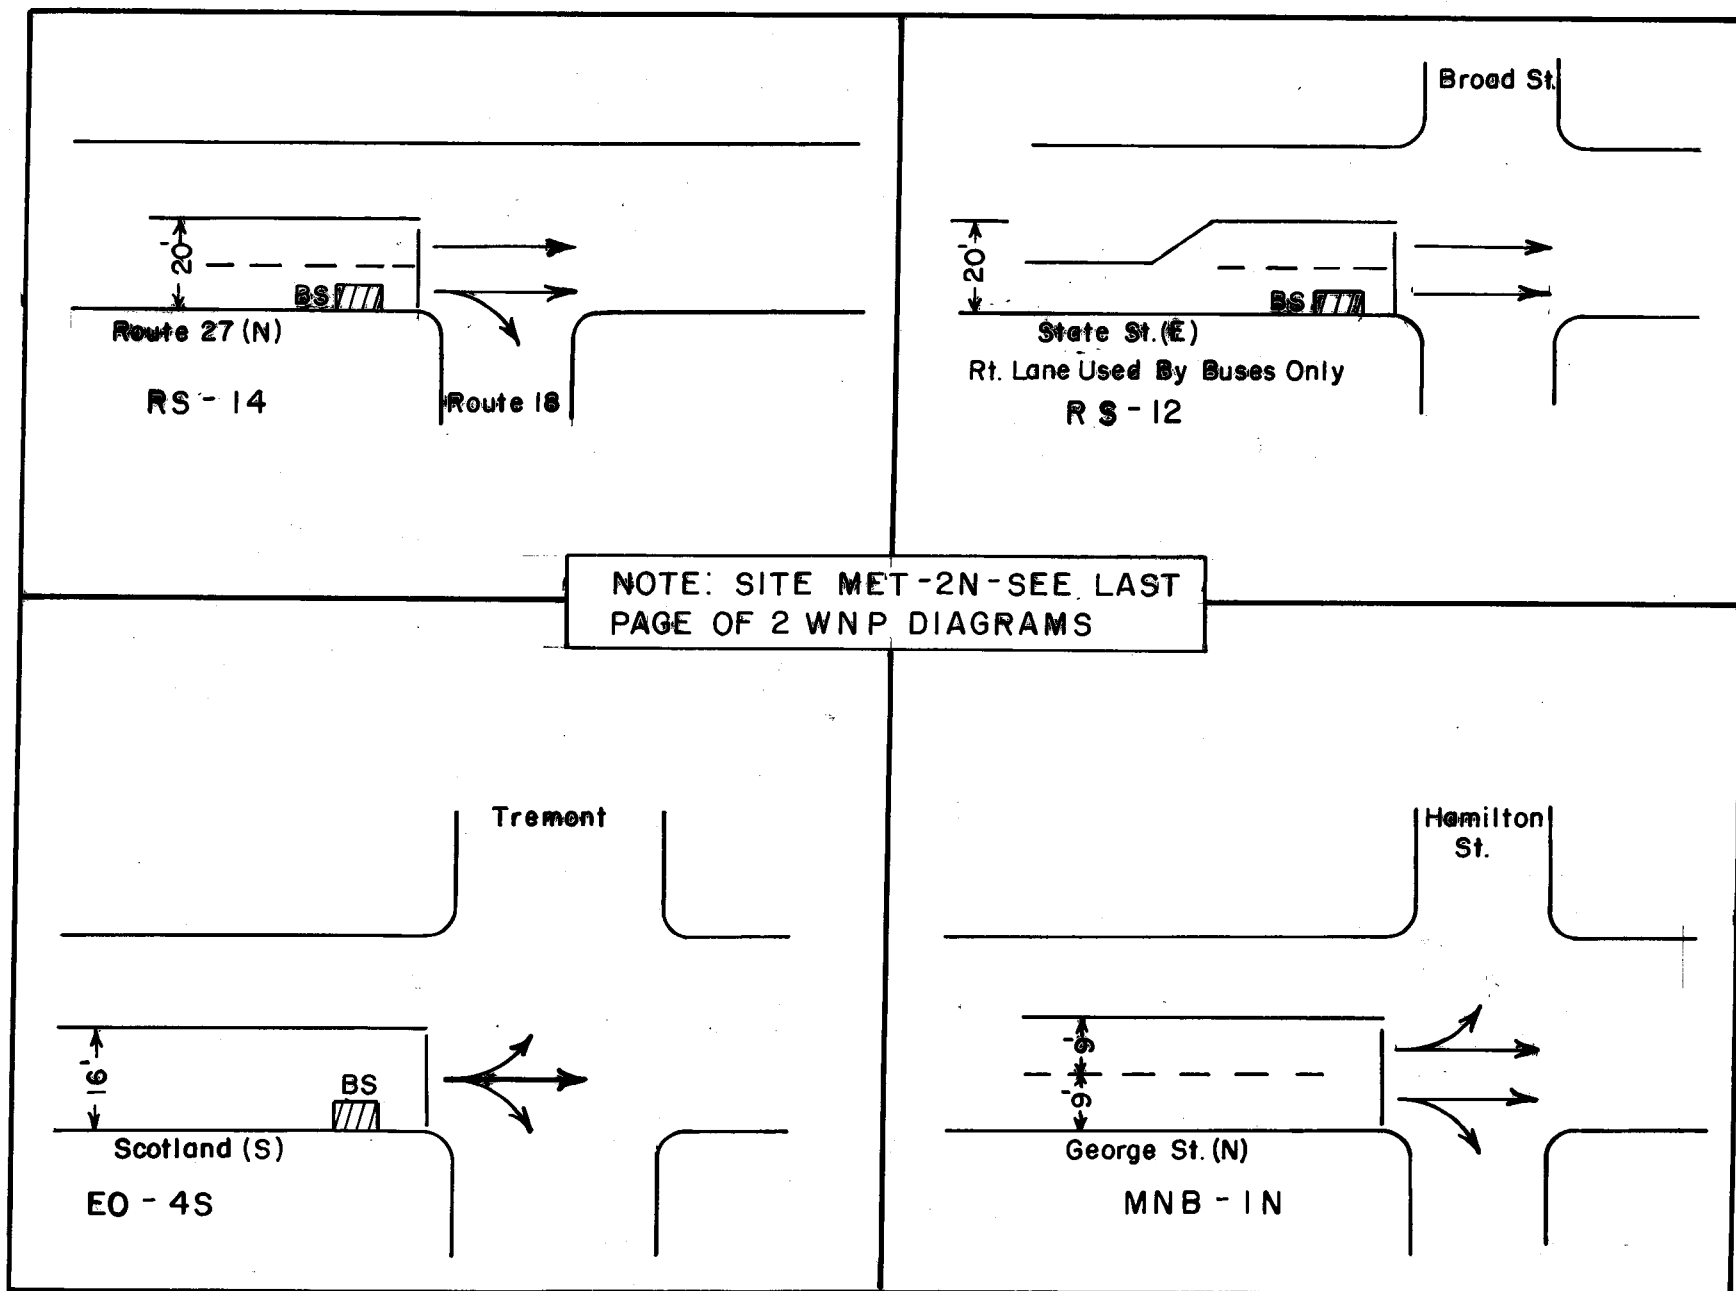 20'
BS
Route 27 (N)
RS - 14
Route 18
Broad St.
20'
BS
State St. (E)
Rt. Lane Used By Buses Only
RS - 12
NOTE: SITE MET-2N-SEE LAST
PAGE OF 2 WNP DIAGRAMS
Tremont
16'
BS
Scotland (S)
EO - 4S
Hamilton
St.
9'
9'
George St. (N)
MNB - 1N